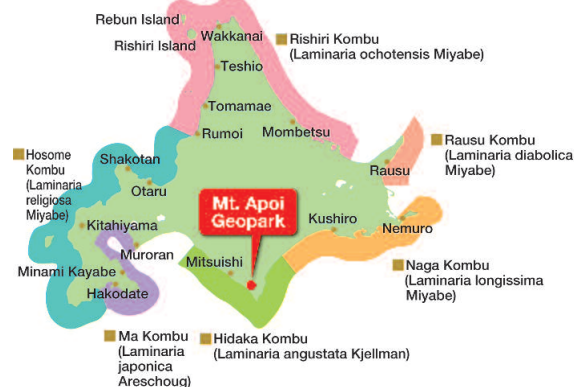 Rebun Island
Wakkanai
Rishiri Island
Rishiri Kombu
(Laminaria ochotensis Miyabe)
Teshio
Tomamae
Rumoi
Mombetsu
Rausu Kombu
(Laminaria diabolica
Miyabe)
Hosome
Kombu
(Laminaria
religiosa
Miyabe)
Shakotan
Otaru
Rausu
Mt. Apoi
Geopark
Kushiro
Nemuro
Kitahiyama
Muroran
Mitsuishi
Minami Kayabe
Hakodate
Naga Kombu
(Laminaria longissima
Miyabe)
Ma Kombu
(Laminaria
japonica
Areschoug)
Hidaka Kombu
(Laminaria angustata Kjellman)